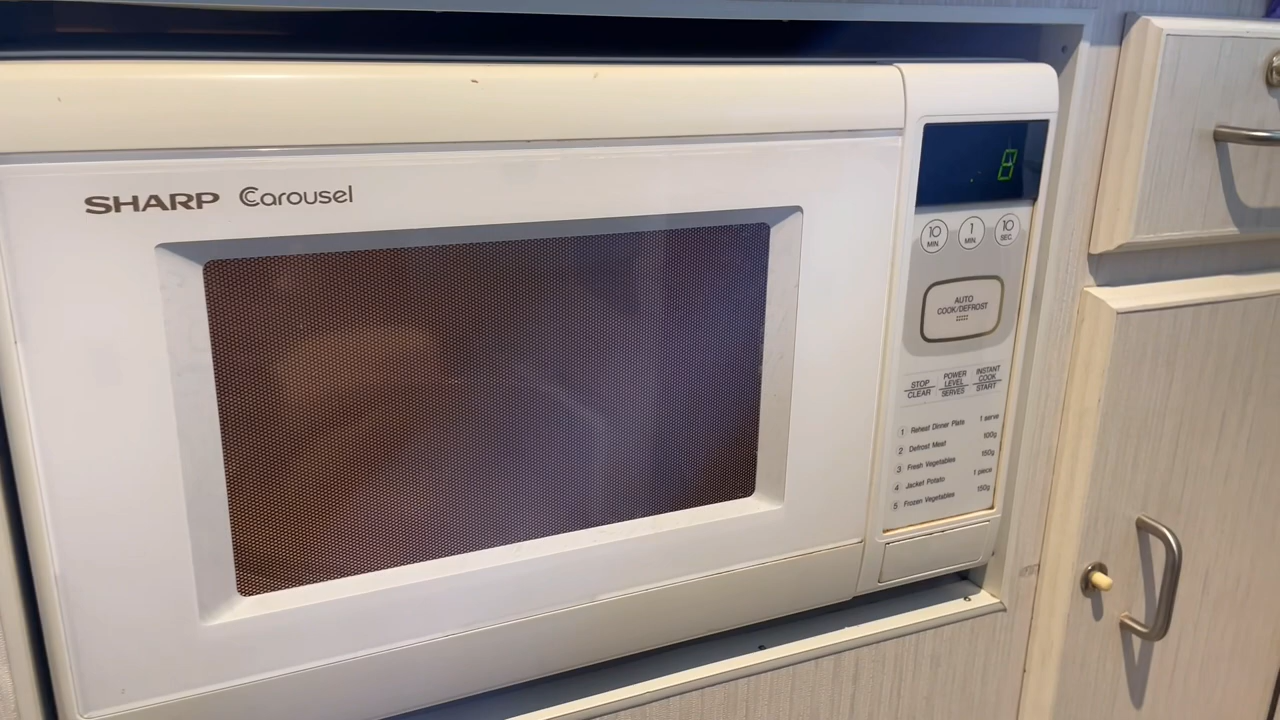 SHARP Carousel
8
10 MIN.
1 MIN.
10 SEC.
AUTO
COOK/DEFROST
STOP
CLEAR
POWER
LEVEL
SERVES
INSTANT
COOK
START
1 Reheat Dinner Plate 1 serve
2 Defrost Meat 100g
3 Fresh Vegetables 150g
4 Jacket Potato 1 piece
5 Frozen Vegetables 150g